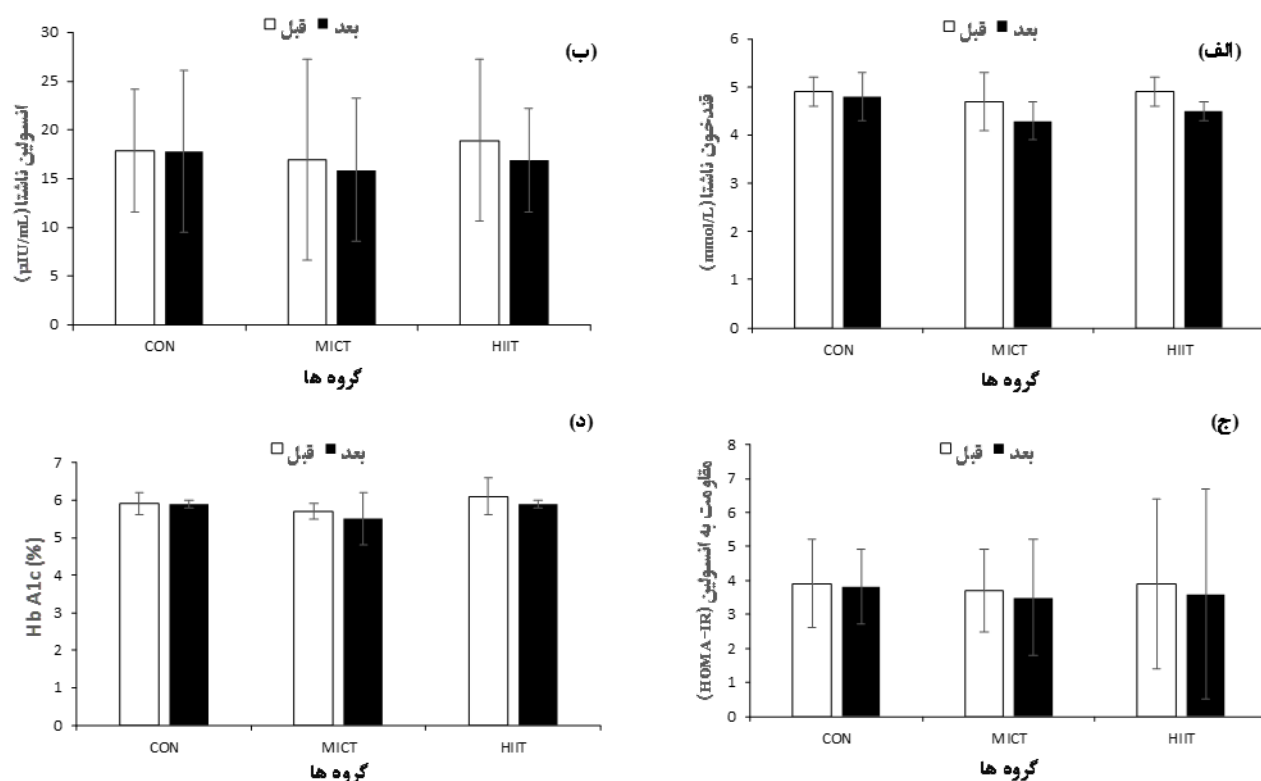 (الف)
قبل بعد
قندخون ناشتا (mmol/L)
6
5
4
3
2
1
0
CON MICT HIIT
گروه ها
(ب)
قبل بعد
انسولین ناشتا (µIU/mL)
30
25
20
15
10
5
0
CON MICT HIIT
گروه ها
(ج)
قبل بعد
مقاومت به انسولین (HOMA-IR)
8
7
6
5
4
3
2
1
0
CON MICT HIIT
گروه ها
(د)
قبل بعد
Hb A1c (%)
7
6
5
4
3
2
1
0
CON MICT HIIT
گروه ها